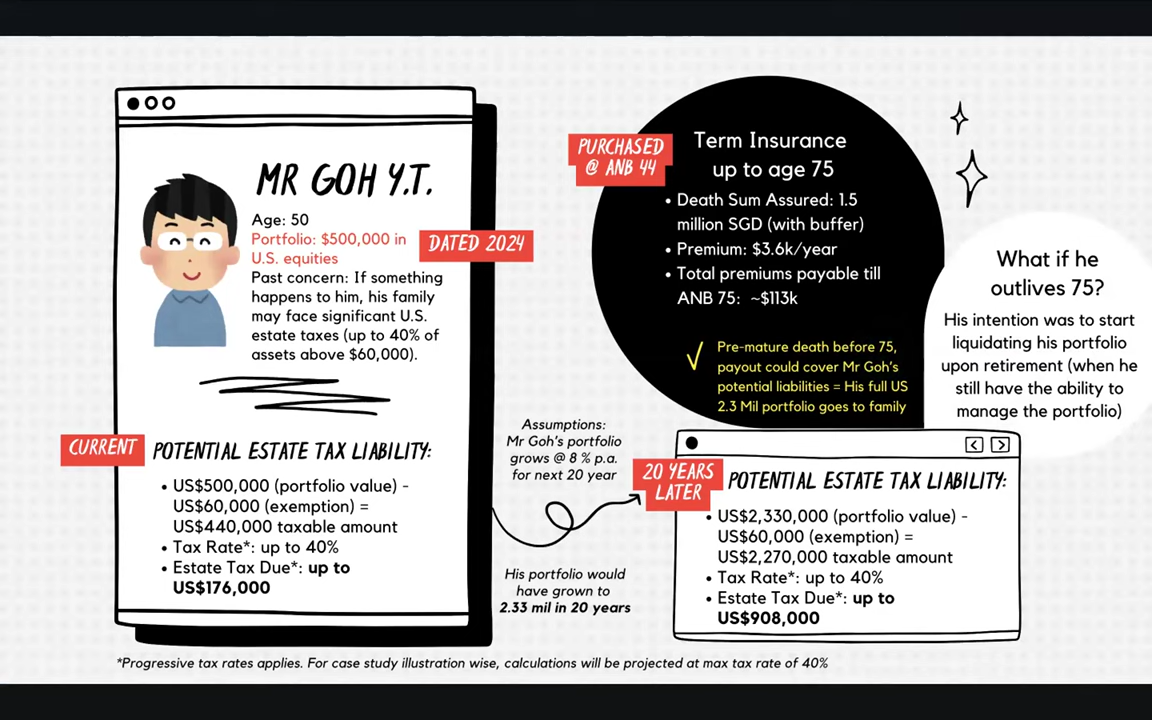 MR GOH Y.T.
Age: 50
Portfolio: $500,000 in
U.S. equities
DATED 2024
Past concern: If something
happens to him, his family
may face significant U.S.
estate taxes (up to 40% of
assets above $60,000).
CURRENT
POTENTIAL ESTATE TAX LIABILITY:
• US$500,000 (portfolio value) -
US$60,000 (exemption) =
US$440,000 taxable amount
• Tax Rate*: up to 40%
• Estate Tax Due*: up to
US$176,000
Assumptions:
Mr Goh's portfolio
grows @ 8 % p.a.
for next 20 year
His portfolio would
have grown to
2.33 mil in 20 years
PURCHASED
@ ANB 44
Term Insurance
up to age 75
• Death Sum Assured: 1.5
million SGD (with buffer)
• Premium: $3.6k/year
• Total premiums payable till
ANB 75: ~$113k
√ Pre-mature death before 75,
payout could cover Mr Goh's
potential liabilities = His full US
2.3 Mil portfolio goes to family
What if he
outlives 75?
His intention was to start
liquidating his portfolio
upon retirement (when he
still have the ability to
manage the portfolio)
20 YEARS
LATER
POTENTIAL ESTATE TAX LIABILITY:
• US$2,330,000 (portfolio value) -
US$60,000 (exemption) =
US$2,270,000 taxable amount
• Tax Rate*: up to 40%
• Estate Tax Due*: up to
US$908,000
*Progressive tax rates applies. For case study illustration wise, calculations will be projected at max tax rate of 40%